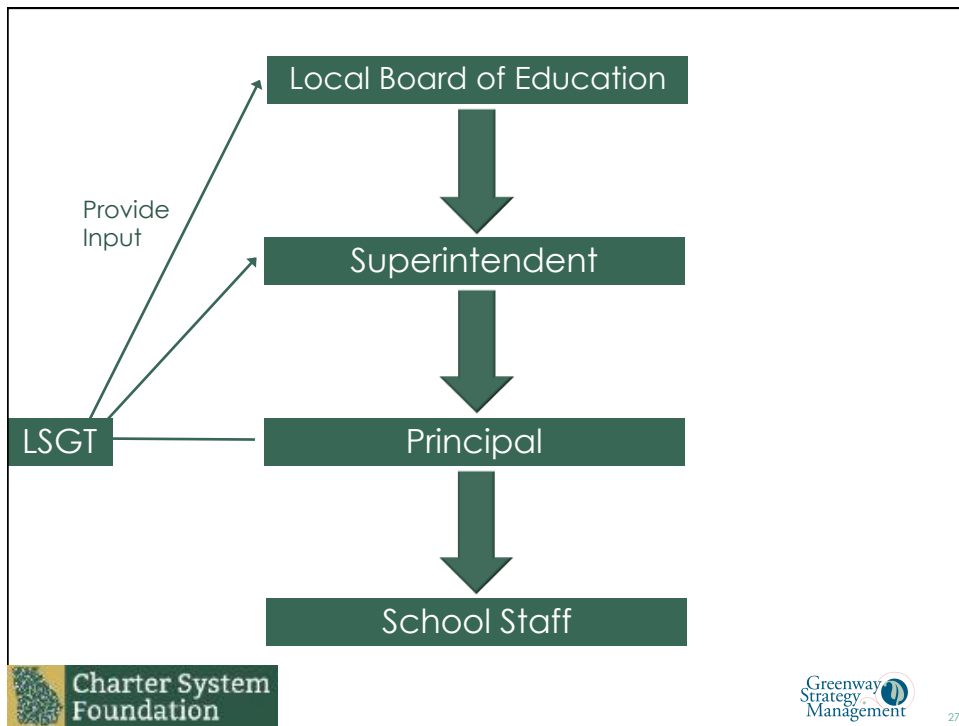 Local Board of Education
Provide
Input
Superintendent
LSGT
Principal
School Staff
Charter System
Foundation
Greenway
Strategy
Management
27